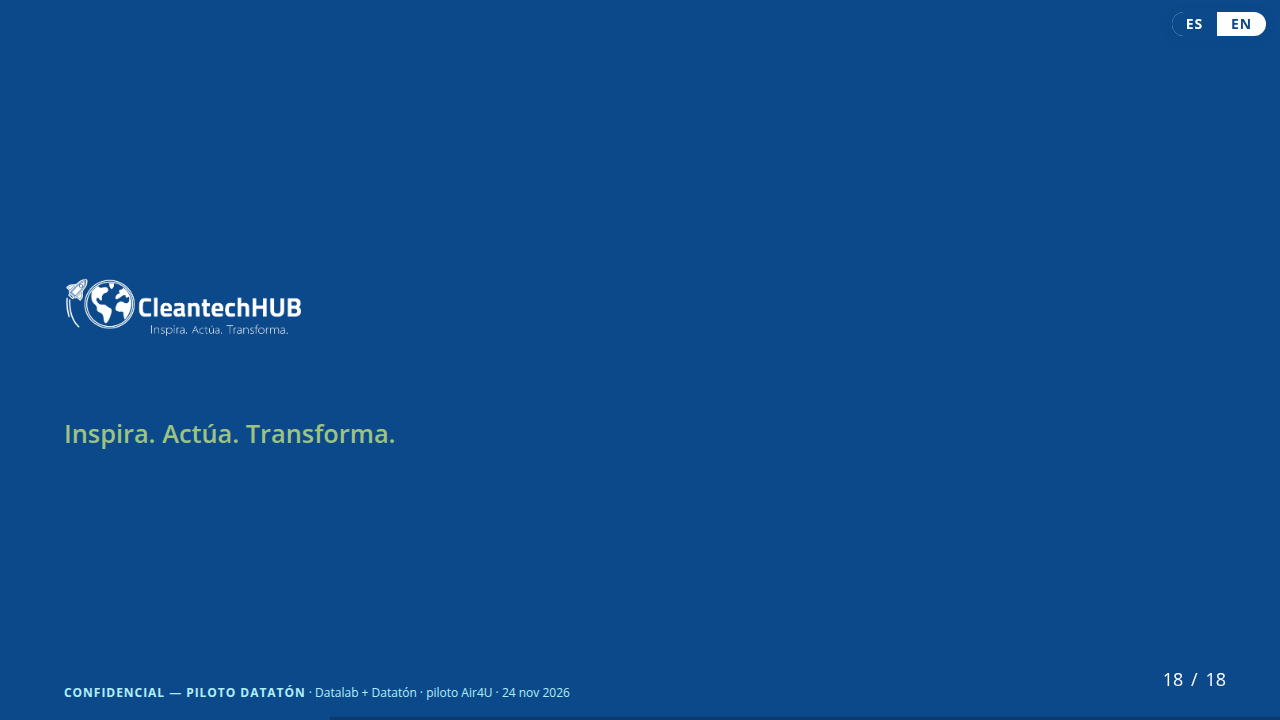 ES EN
CleantechHUB
Inspira. Actúa. Transforma.
Inspira. Actúa. Transforma.
CONFIDENCIAL — PILOTO DATATÓN · Datalab + Datatón · piloto Air4U · 24 nov 2026
18 / 18